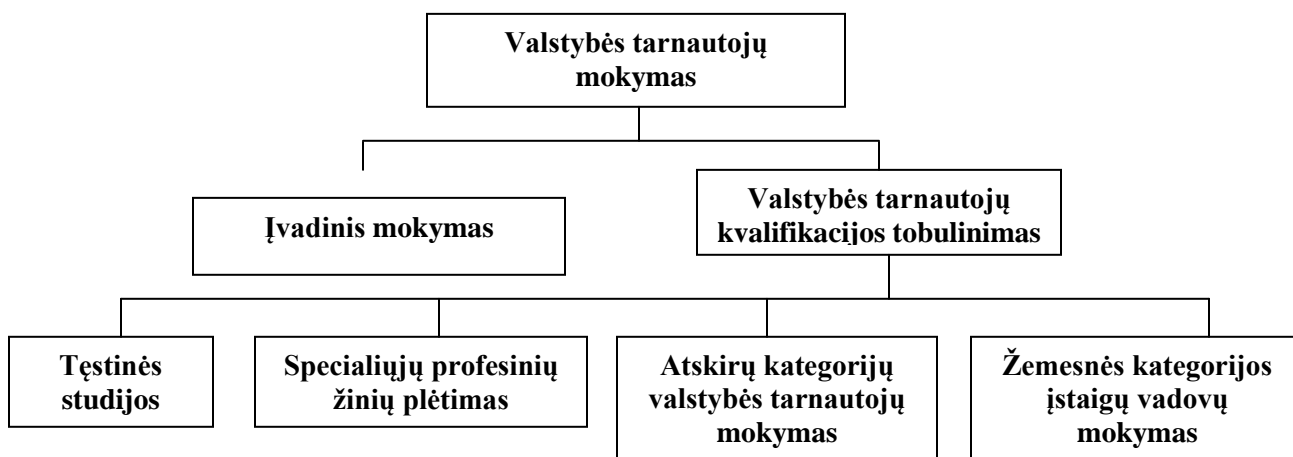 Valstybės tarnautojų
mokymas
Įvadinis mokymas
Valstybės tarnautojų
kvalifikacijos tobulinimas
Tęstinės
studijos
Specialiųjų profesinių
žinių plėtimas
Atskirų kategorijų
valstybės tarnautojų
mokymas
Žemesnės kategorijos
įstaigų vadovų
mokymas